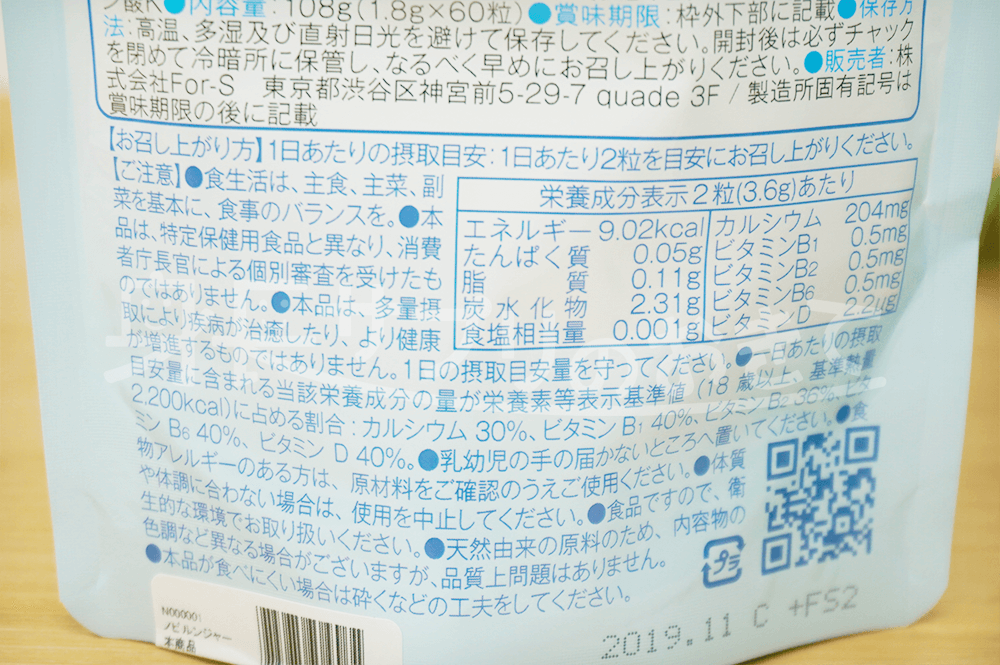 ン酸K●内容量:108g(1.8g×60粒)●賞味期限:枠外下部に記載●保存方
法:高温、多湿及び直射日光を避けて保存してください。開封後は必ずチャック
を閉めて冷暗所に保管し、なるべく早めにお召し上がりください。●販売者:株
式会社For-S 東京都渋谷区神宮前5-29-7 quade 3F / 製造所固有記号は
賞味期限の後に記載
【お召し上がり方】1日あたりの摂取目安:1日あたり2粒を目安にお召し上がりください。
【ご注意】●食生活は、主食、主菜、副
菜を基本に、食事のバランスを。●本
品は、特定保健用食品と異なり、消費
者庁長官による個別審査を受けたも
のではありません。●本品は、多量摂
取により疾病が治癒したり、より健康
が増進するものではありません。1日の摂取目安量を守ってください。●一日あたりの摂取
目安量に含まれる当該栄養成分の量が栄養素等表示基準値(18歳以上、基準熱量
2.200kcal)に占める割合:カルシウム 30%、ビタミン B1 40%、ビタミン B2 36%、ビタ
ミン B6 40%、ビタミン D 40%。●乳幼児の手の届かないところへ置いてください。●食
物アレルギーのある方は、原材料をご確認のうえご使用ください。●体質
や体調に合わない場合は、使用を中止してください。●食品ですので、衛
生的な環境でお取り扱いください。●天然由来の原料のため、内容物の
色調など異なる場合がございますが、品質上問題はありません。
●本品が食べにくい場合は砕くなどの工夫をしてください。
栄養成分表示2粒(3.6g)あたり
エネルギー 9.02kcal
たんぱく質 0.05g
脂質 0.11g
炭水化物 2.31g
食塩相当量 0.001g
カルシウム 204mg
ビタミンB1 0.5mg
ビタミンB2 0.5mg
ビタミンB6 0.5mg
ビタミンD 2.2μg
プラ
N00001
ノビルンジャー
本商品
2019.11 C +FS2